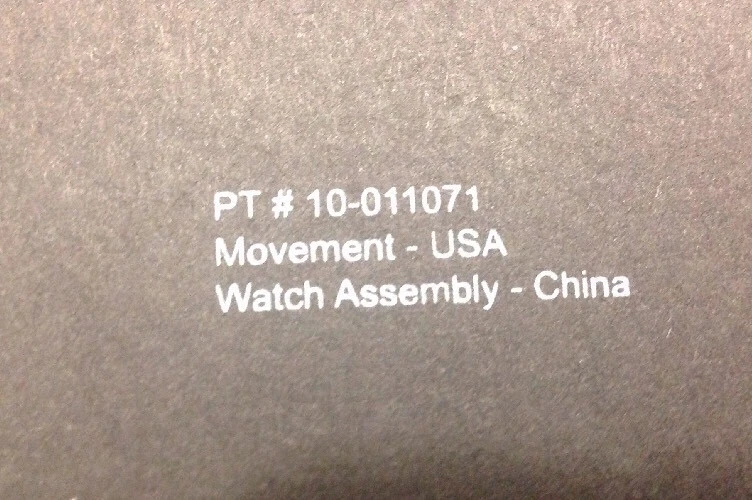 PT # 10-011071
Movement - USA
Watch Assembly - China